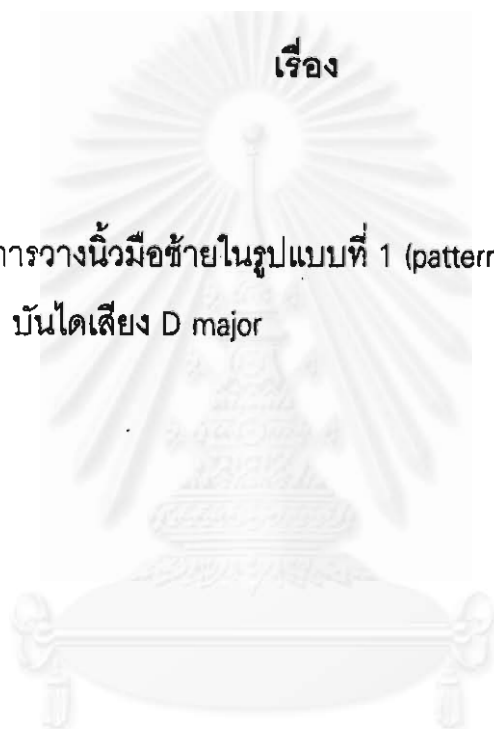 เรื่อง
การวางนิ้วมือซ้ายในรูปแบบที่ 1 (pattern
บันไดเสียง D major